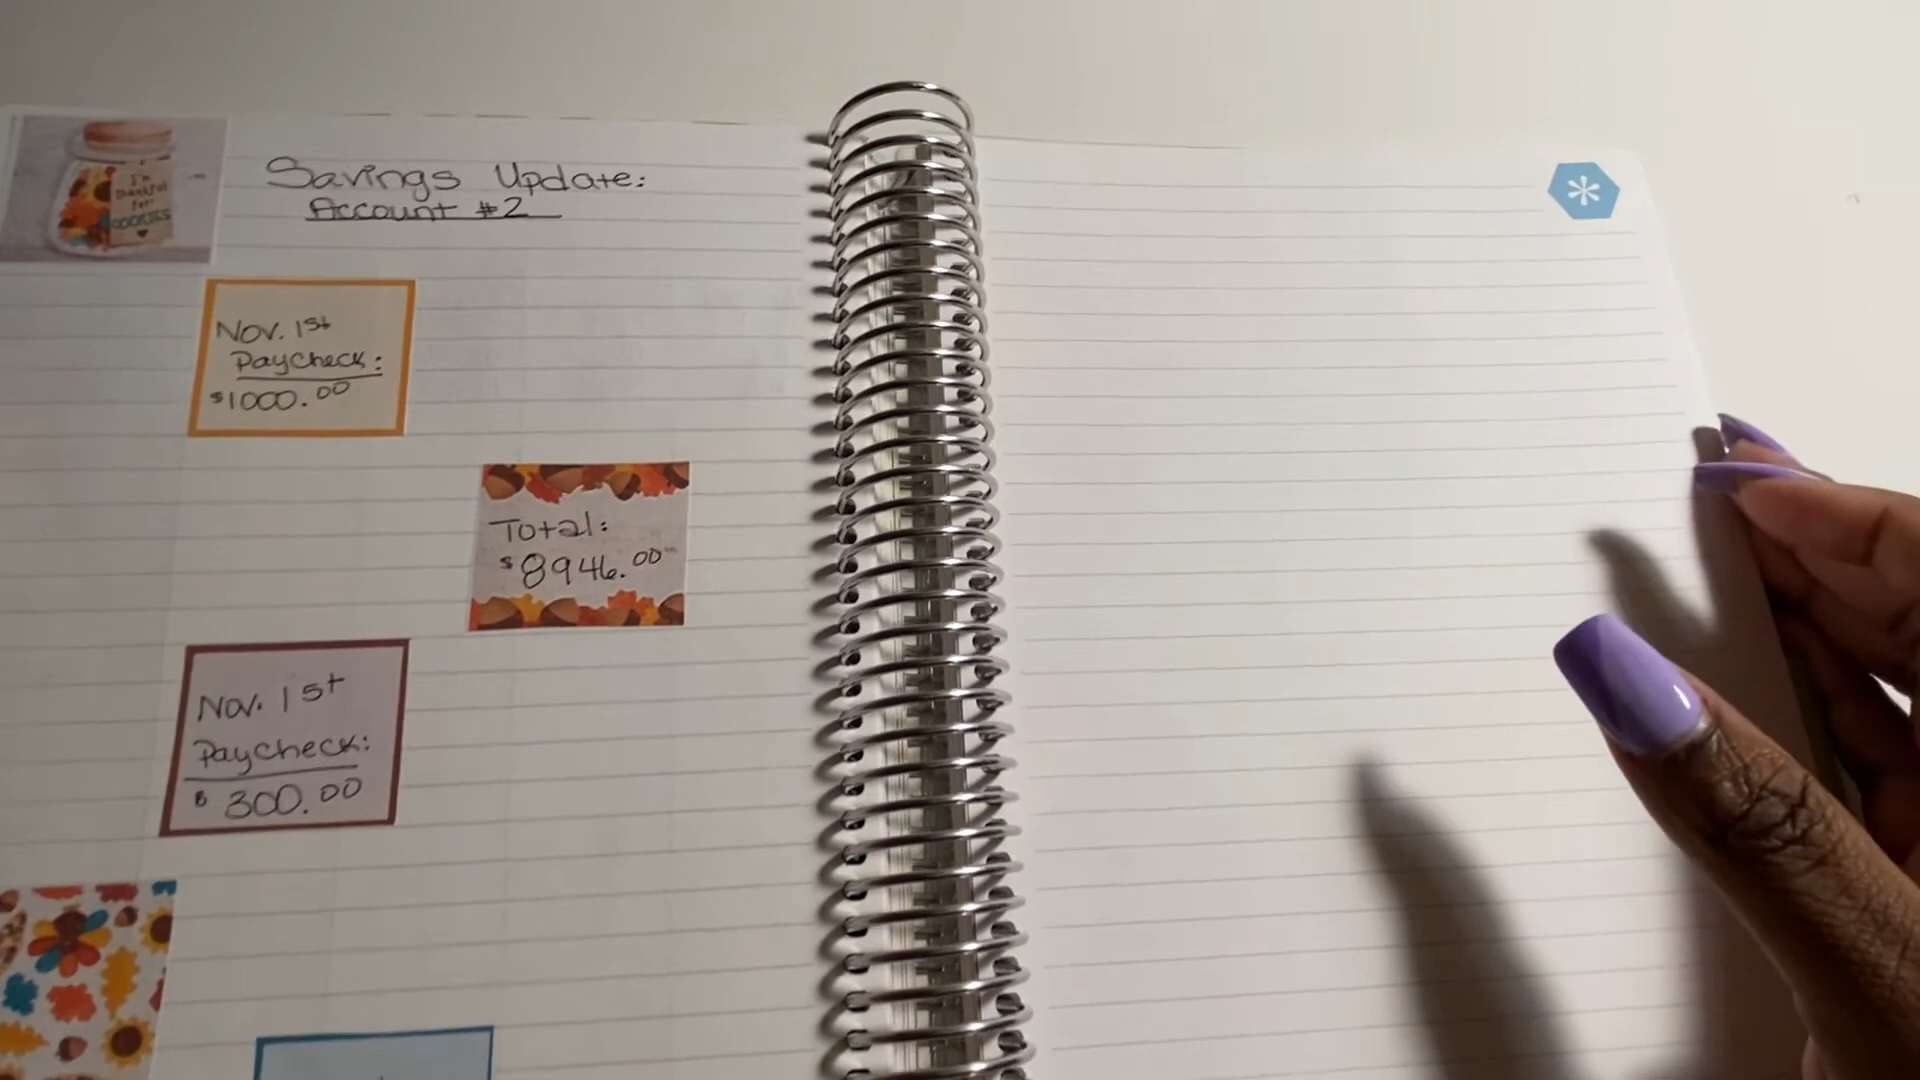 Savings Update:
Account #2
I'm
thankful
for:
COOKIES
Nov. 1st
Paycheck:
$1000.00
Total:
$8946.00
Nov. 1st
Paycheck:
$300.00